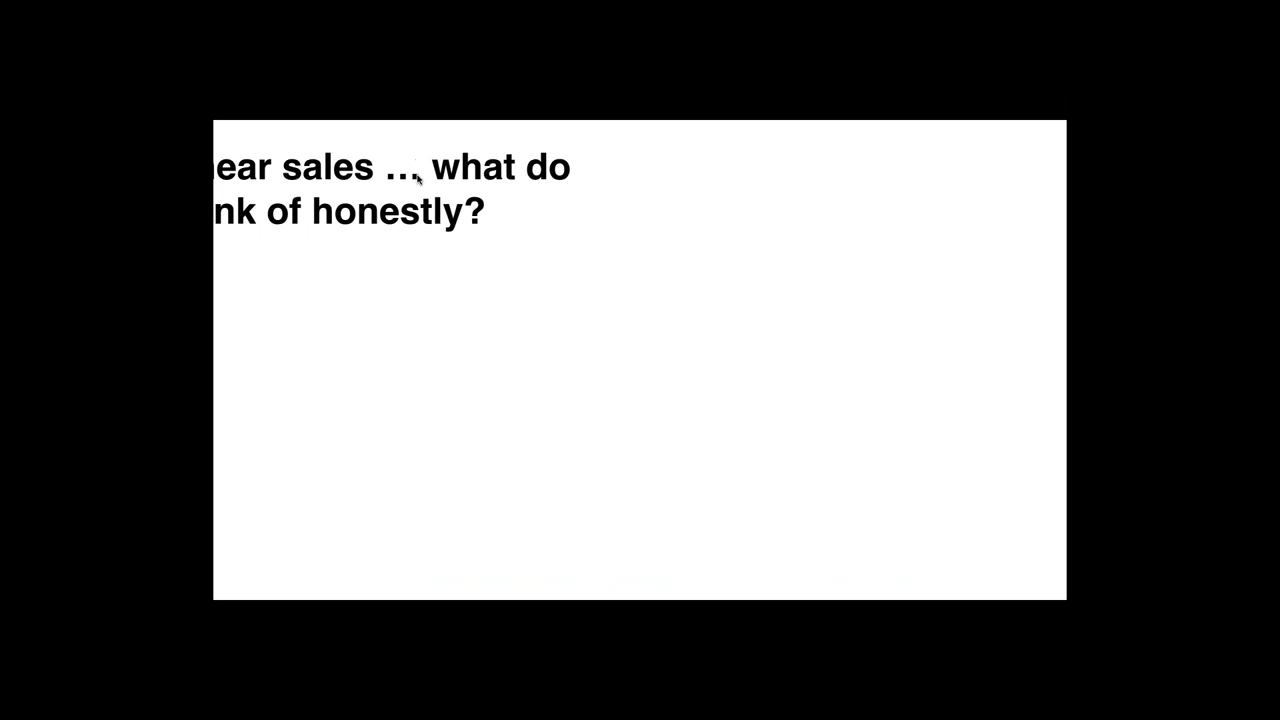 ear sales ... what do
nk of honestly?